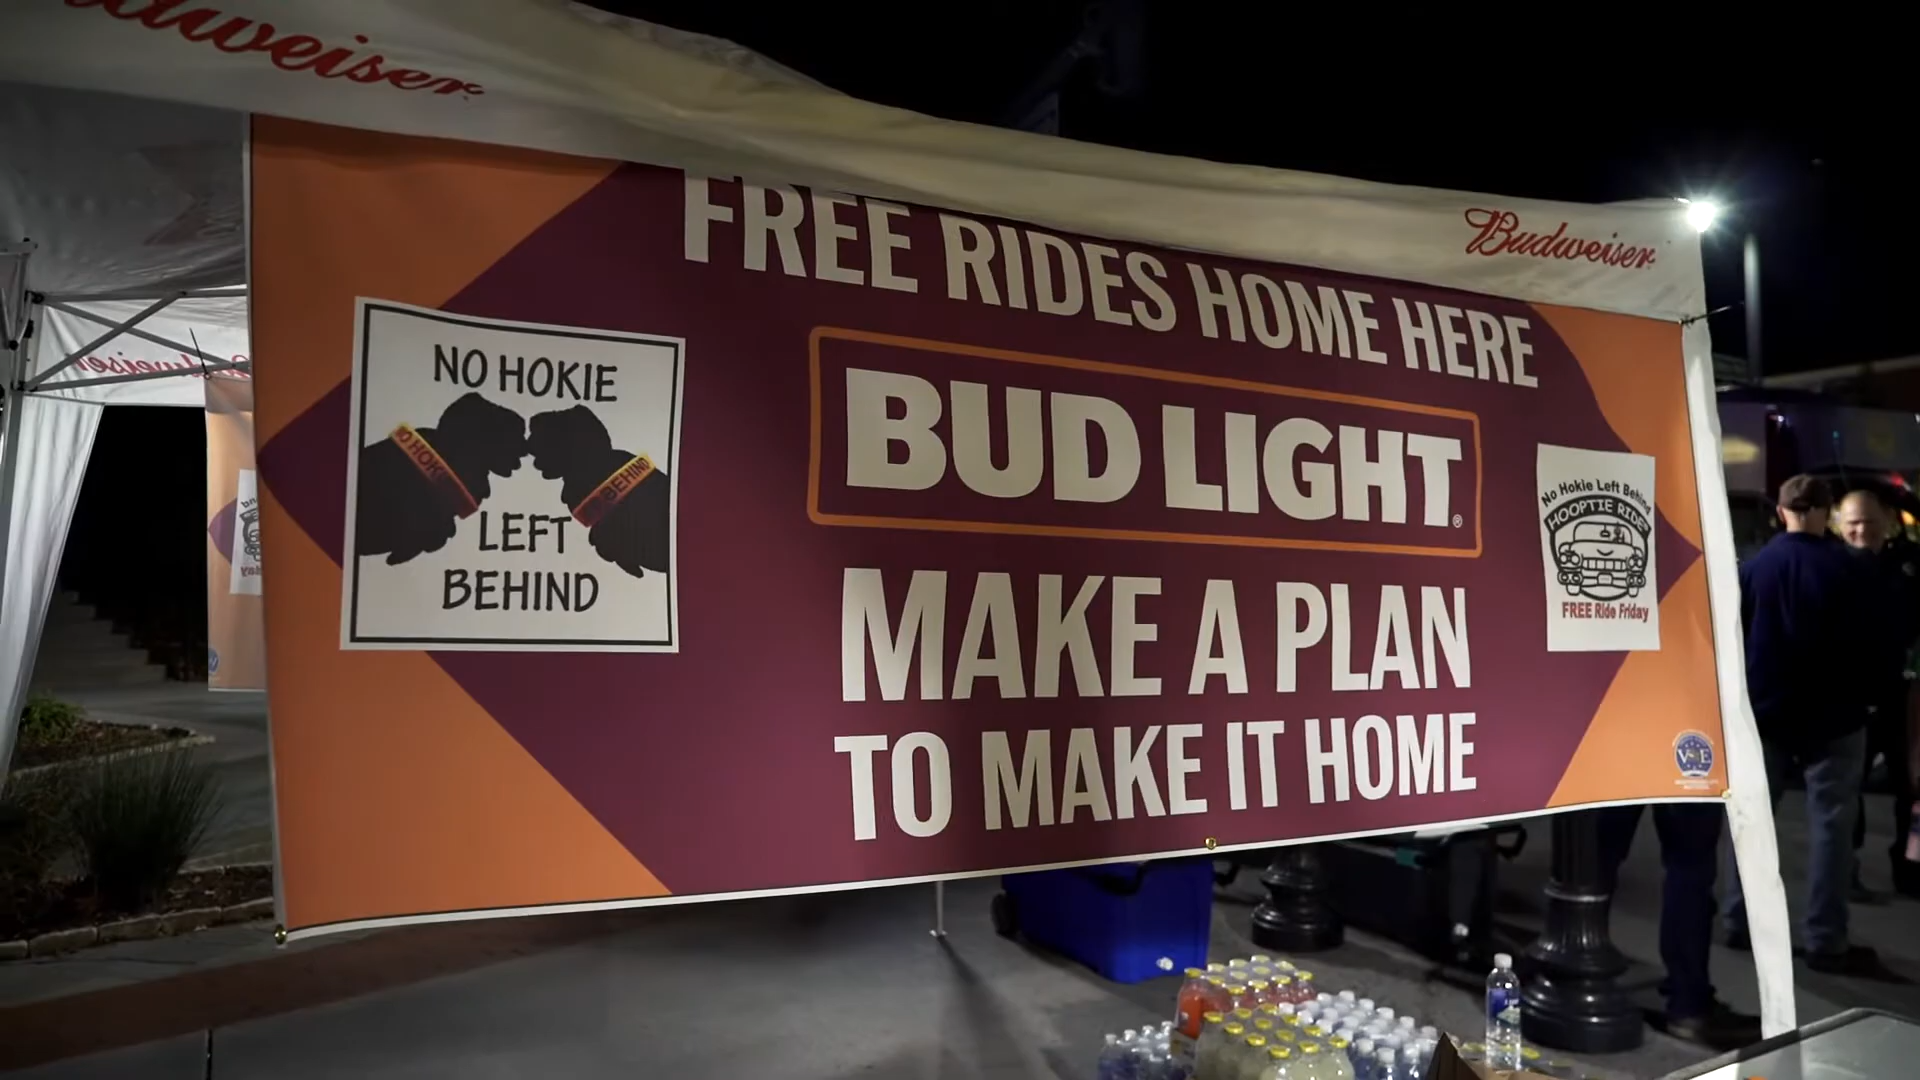 Budweiser
Budweiser
FREE RIDES HOME HERE
NO HOKIE
LEFT
BEHIND
BEHIND
BUD LIGHT®
MAKE A PLAN
TO MAKE IT HOME
No Hokie Left Behind
HOOPTIE RIDE
FREE Ride Friday